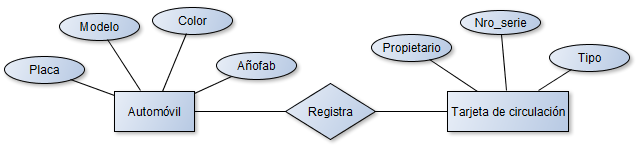 Placa
Modelo
Color
Añofab
Automóvil
Registra
Propietario
Nro_serie
Tipo
Tarjeta de circulación